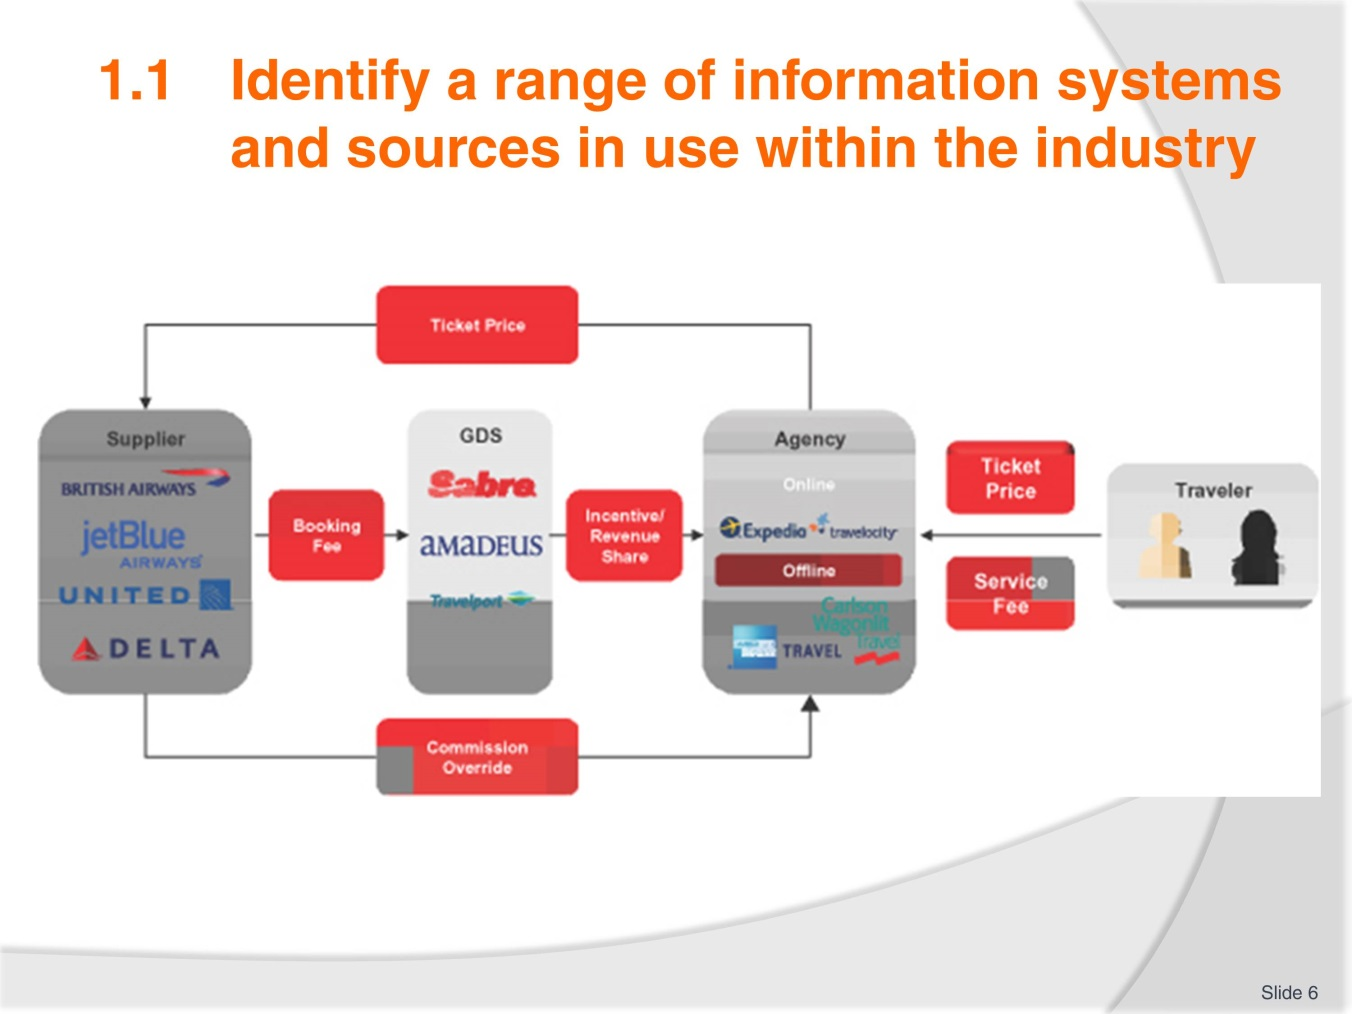 1.1 Identify a range of information systems
and sources in use within the industry
Ticket Price
Supplier
BRITISH AIRWAYS
jetBlue
AIRWAYS
UNITED
DELTA
Booking
Fee
GDS
Sabre
AMADEUS
Travelport
Incentive/
Revenue
Share
Agency
Online
Expedia travelocity
Offline
Carlson
Wagonlit
Travel
TRAVEL
Ticket
Price
Service
Fee
Traveler
Commission
Override
Slide 6